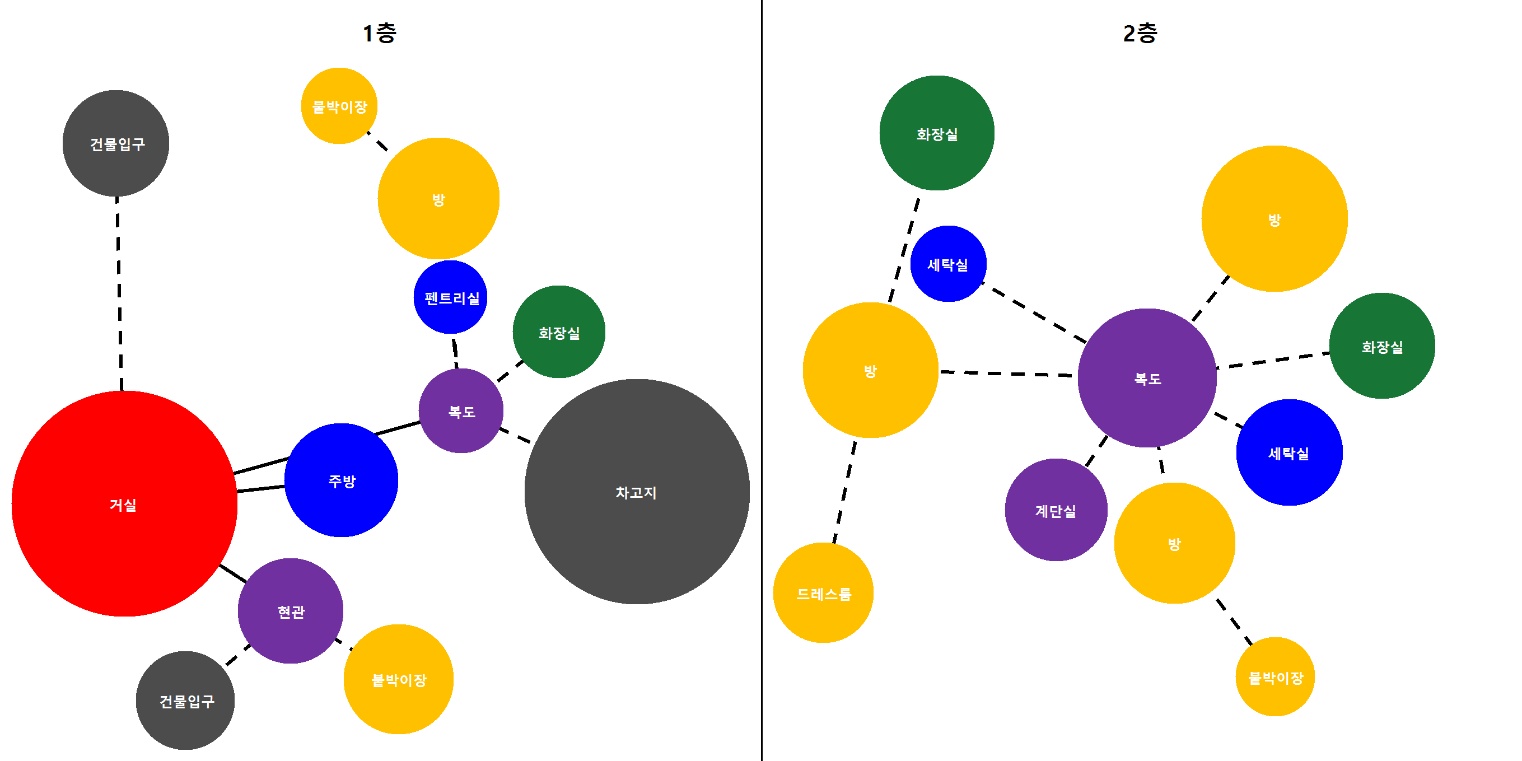 1층
건물입구
붙박이장
방
펜트리실
화장실
복도
주방
거실
차고지
현관
건물입구
붙박이장
2층
화장실
세탁실
방
방
화장실
복도
세탁실
계단실
방
드레스룸
붙박이장